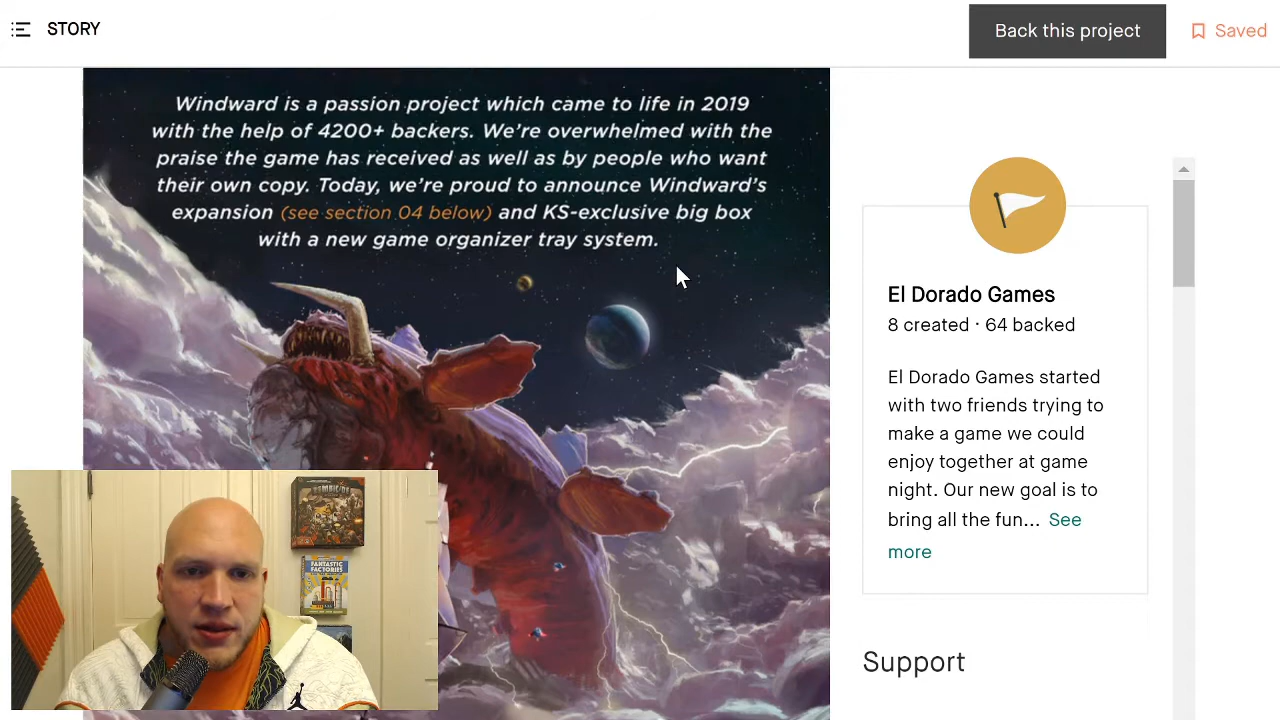 STORY
Back this project
Saved
Windward is a passion project which came to life in 2019
with the help of 4200+ backers. We're overwhelmed with the
praise the game has received as well as by people who want
their own copy. Today, we're proud to announce Windward's
expansion (see section 04 below) and KS-exclusive big box
with a new game organizer tray system.
El Dorado Games
8 created · 64 backed
El Dorado Games started
with two friends trying to
make a game we could
enjoy together at game
night. Our new goal is to
bring all the fun... See
more
Support
ZOMBICIDE
FANTASTIC
FACTORIES